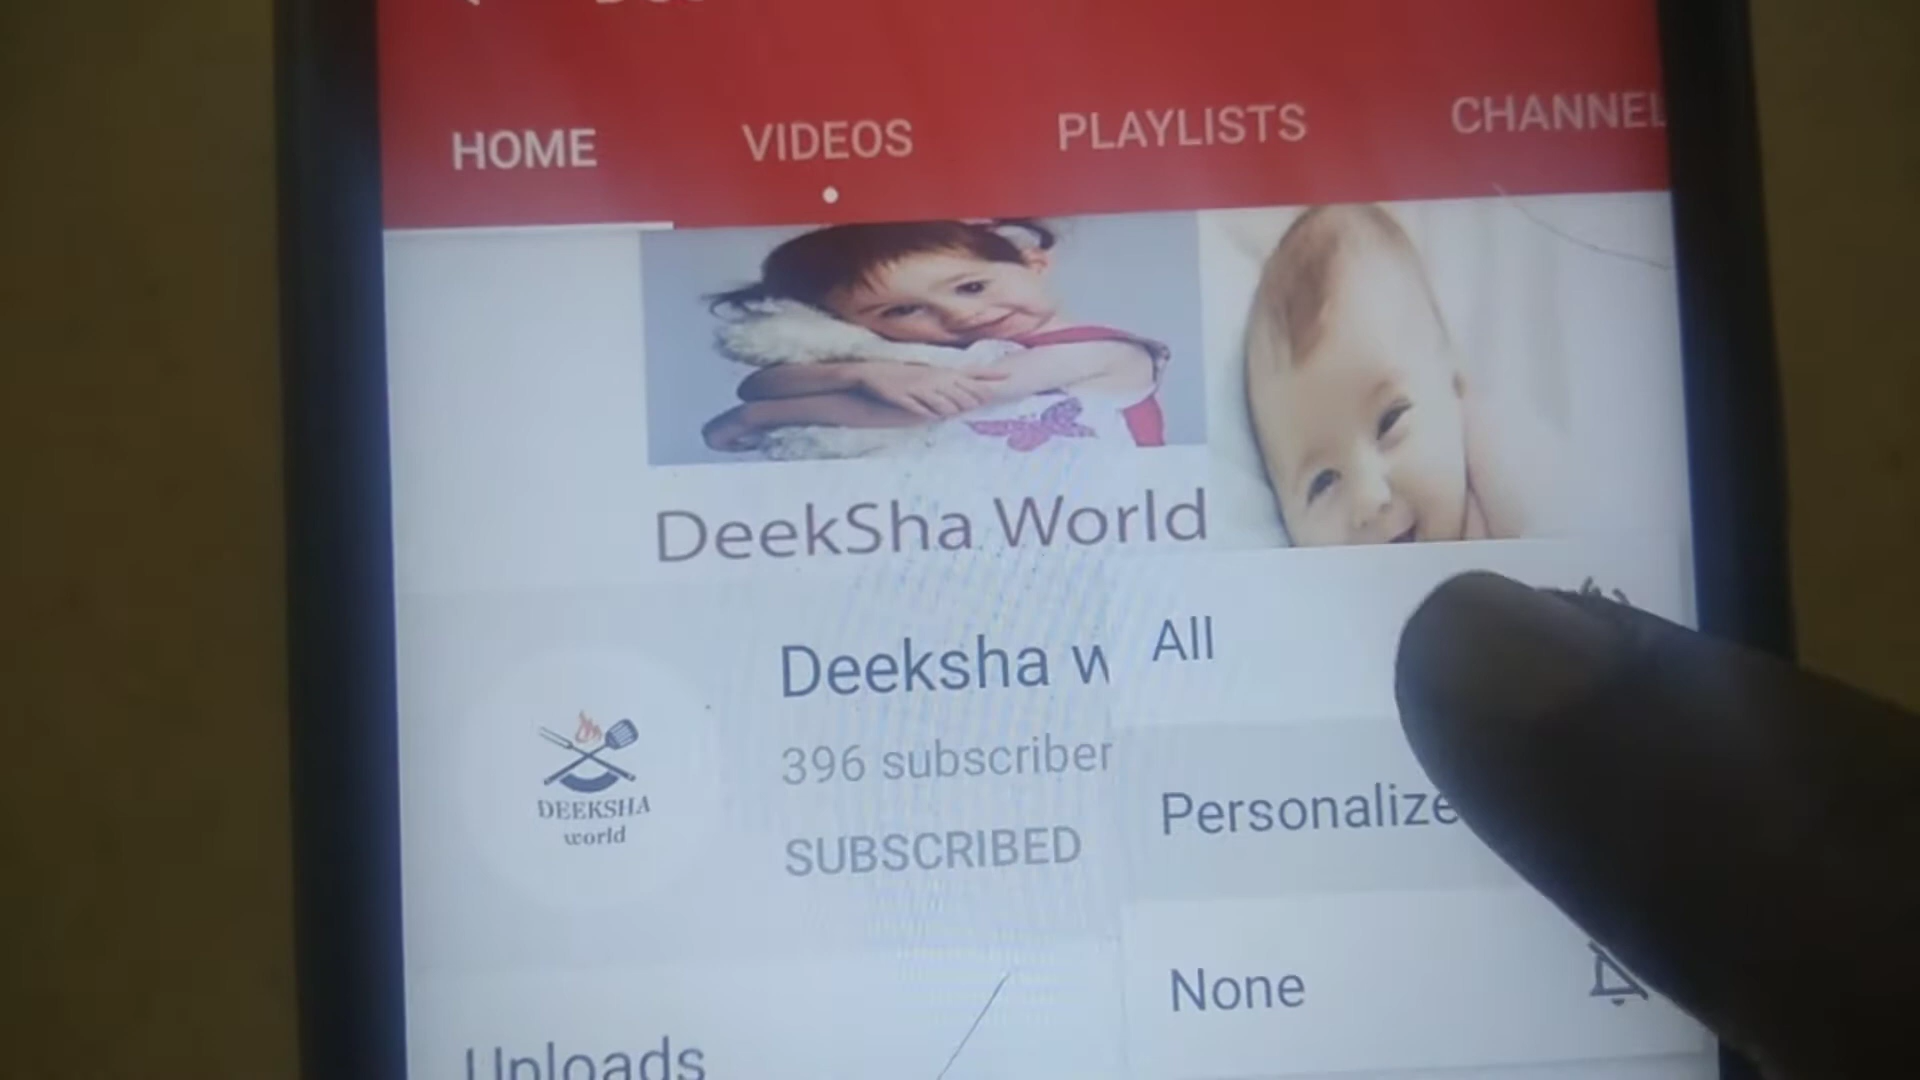 HOME VIDEOS PLAYLISTS CHANNEL
DeekSha World
Deeksha w
All
396 subscriber
Personalize
SUBSCRIBED
DEEKSHA
world
None
Uploads